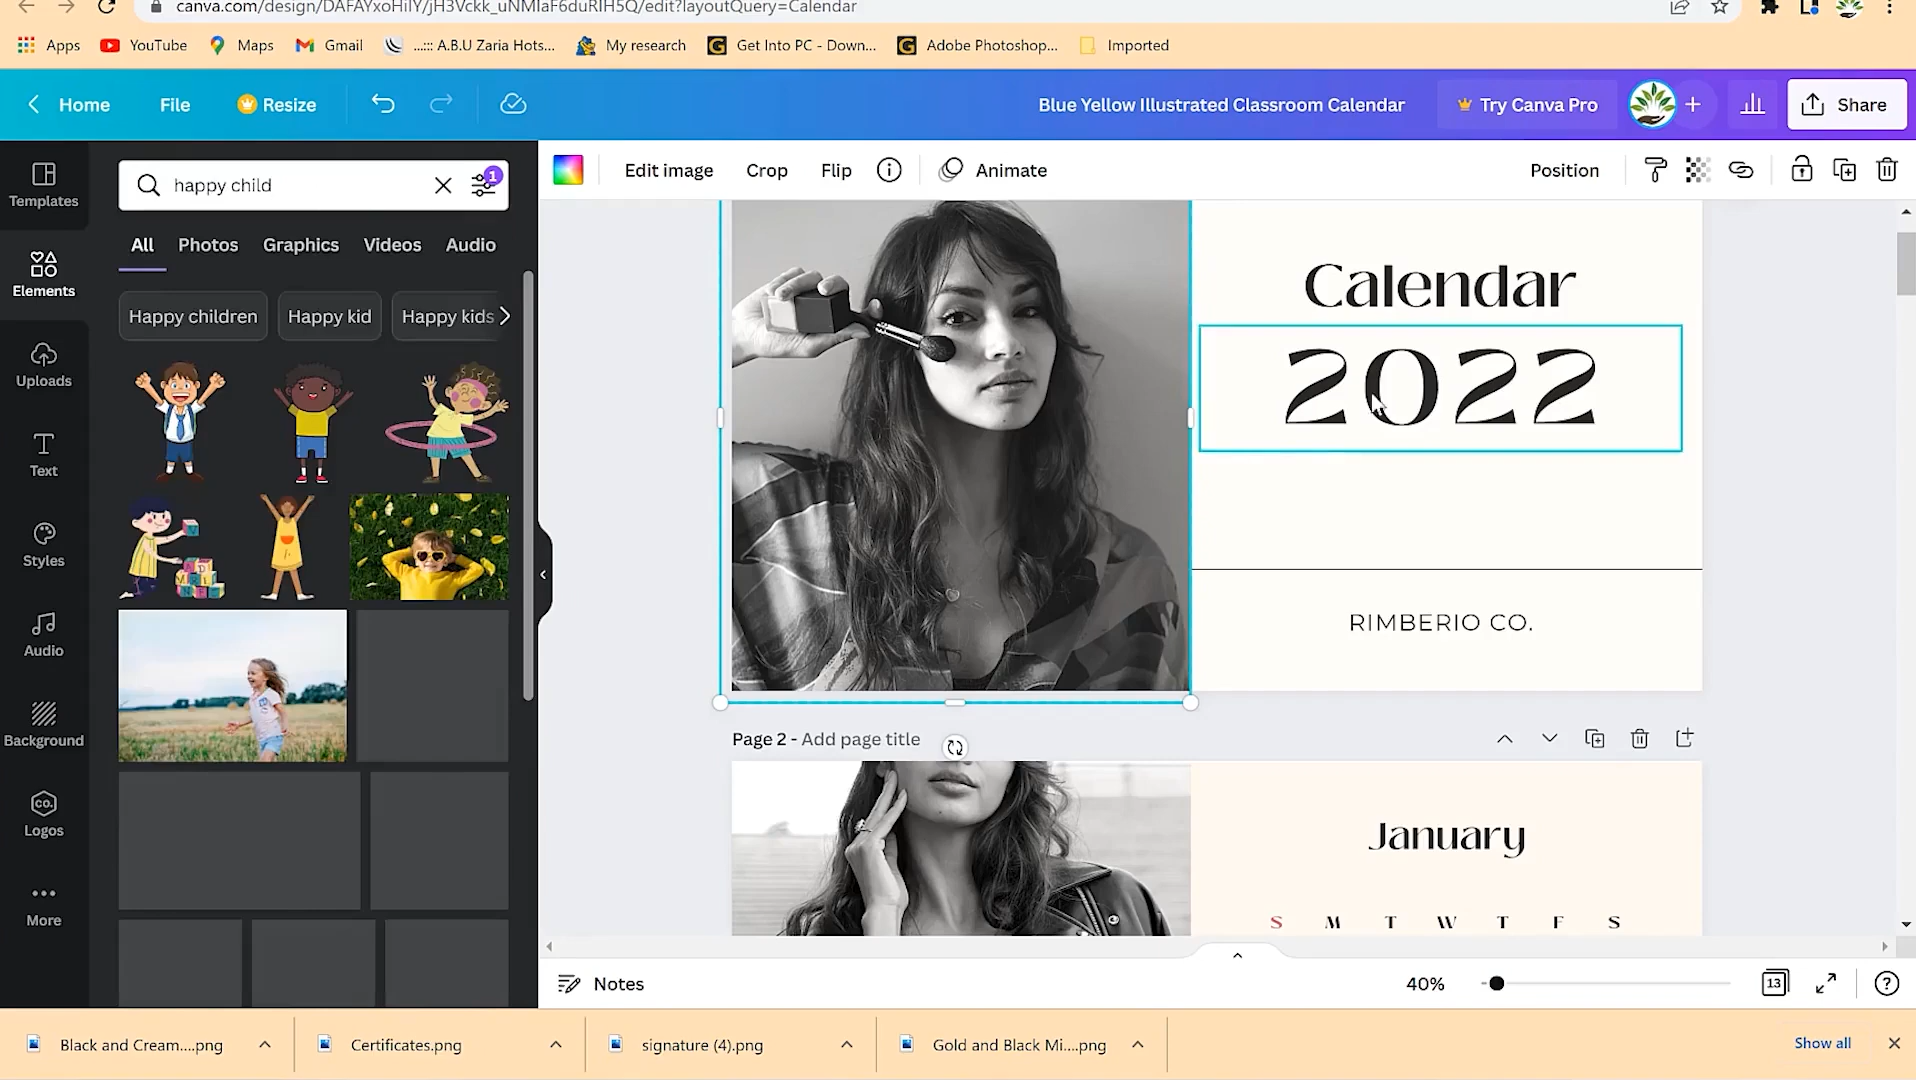 canva.com/design/DAFAYxoHiIY/jH3Vckk_uNMIaF6duRIH5Q/edit?layoutQuery=Calendar
Apps
YouTube
Maps
Gmail
...::: A.B.U Zaria Hots...
My research
Get Into PC - Down...
Adobe Photoshop...
Imported
Home
File
Resize
Blue Yellow Illustrated Classroom Calendar
Try Canva Pro
Share
Templates
Elements
Uploads
Text
Styles
Audio
Background
CO.
Logos
More
happy child
1
All
Photos
Graphics
Videos
Audio
Happy children
Happy kid
Happy kids
Edit image
Crop
Flip
Animate
Position
Calendar
2022
RIMBERIO CO.
Page 2 - Add page title
January
S M T W T F S
Notes
40%
13
?
Black and Cream....png
Certificates.png
signature (4).png
Gold and Black Mi....png
Show all